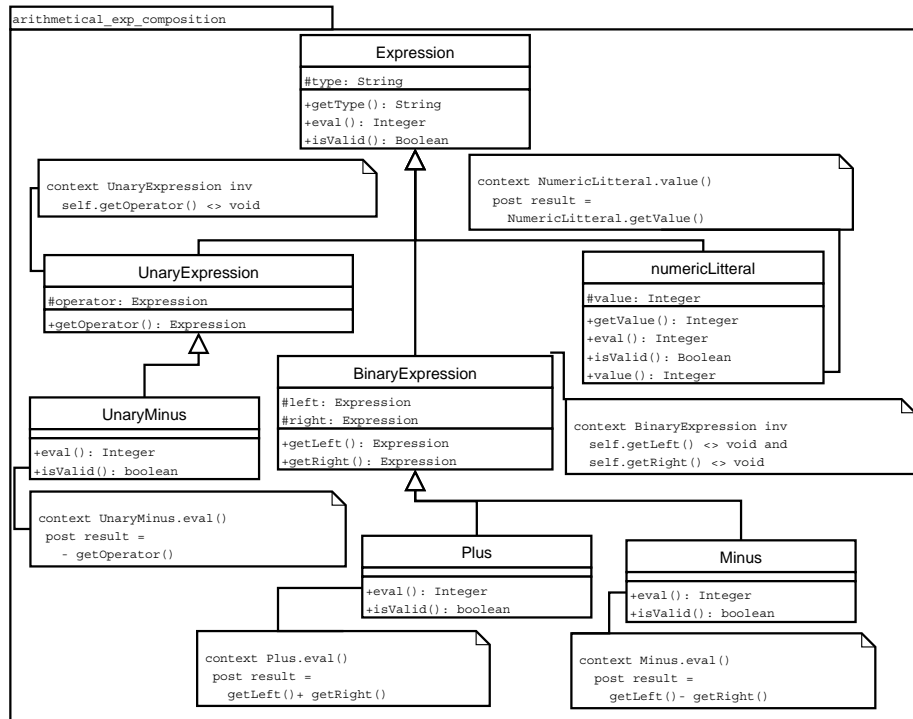 arithmetical_exp_composition
Expression
#type: String
+getType(): String
+eval(): Integer
+isValid(): Boolean
context UnaryExpression inv
self.getOperator() <> void
context NumericLitteral.value()
post result =
NumericLitteral.getValue()
UnaryExpression
#operator: Expression
+getOperator(): Expression
numericLitteral
#value: Integer
+getValue(): Integer
+eval(): Integer
+isValid(): Boolean
+value(): Integer
BinaryExpression
#left: Expression
#right: Expression
+getLeft(): Expression
+getRight(): Expression
UnaryMinus
+eval(): Integer
+isValid(): boolean
context BinaryExpression inv
self.getLeft() <> void and
self.getRight() <> void
context UnaryMinus.eval()
post result =
- getOperator()
Plus
+eval(): Integer
+isValid(): boolean
Minus
+eval(): Integer
+isValid(): boolean
context Plus.eval()
post result =
getLeft()+ getRight()
context Minus.eval()
post result =
getLeft()- getRight()